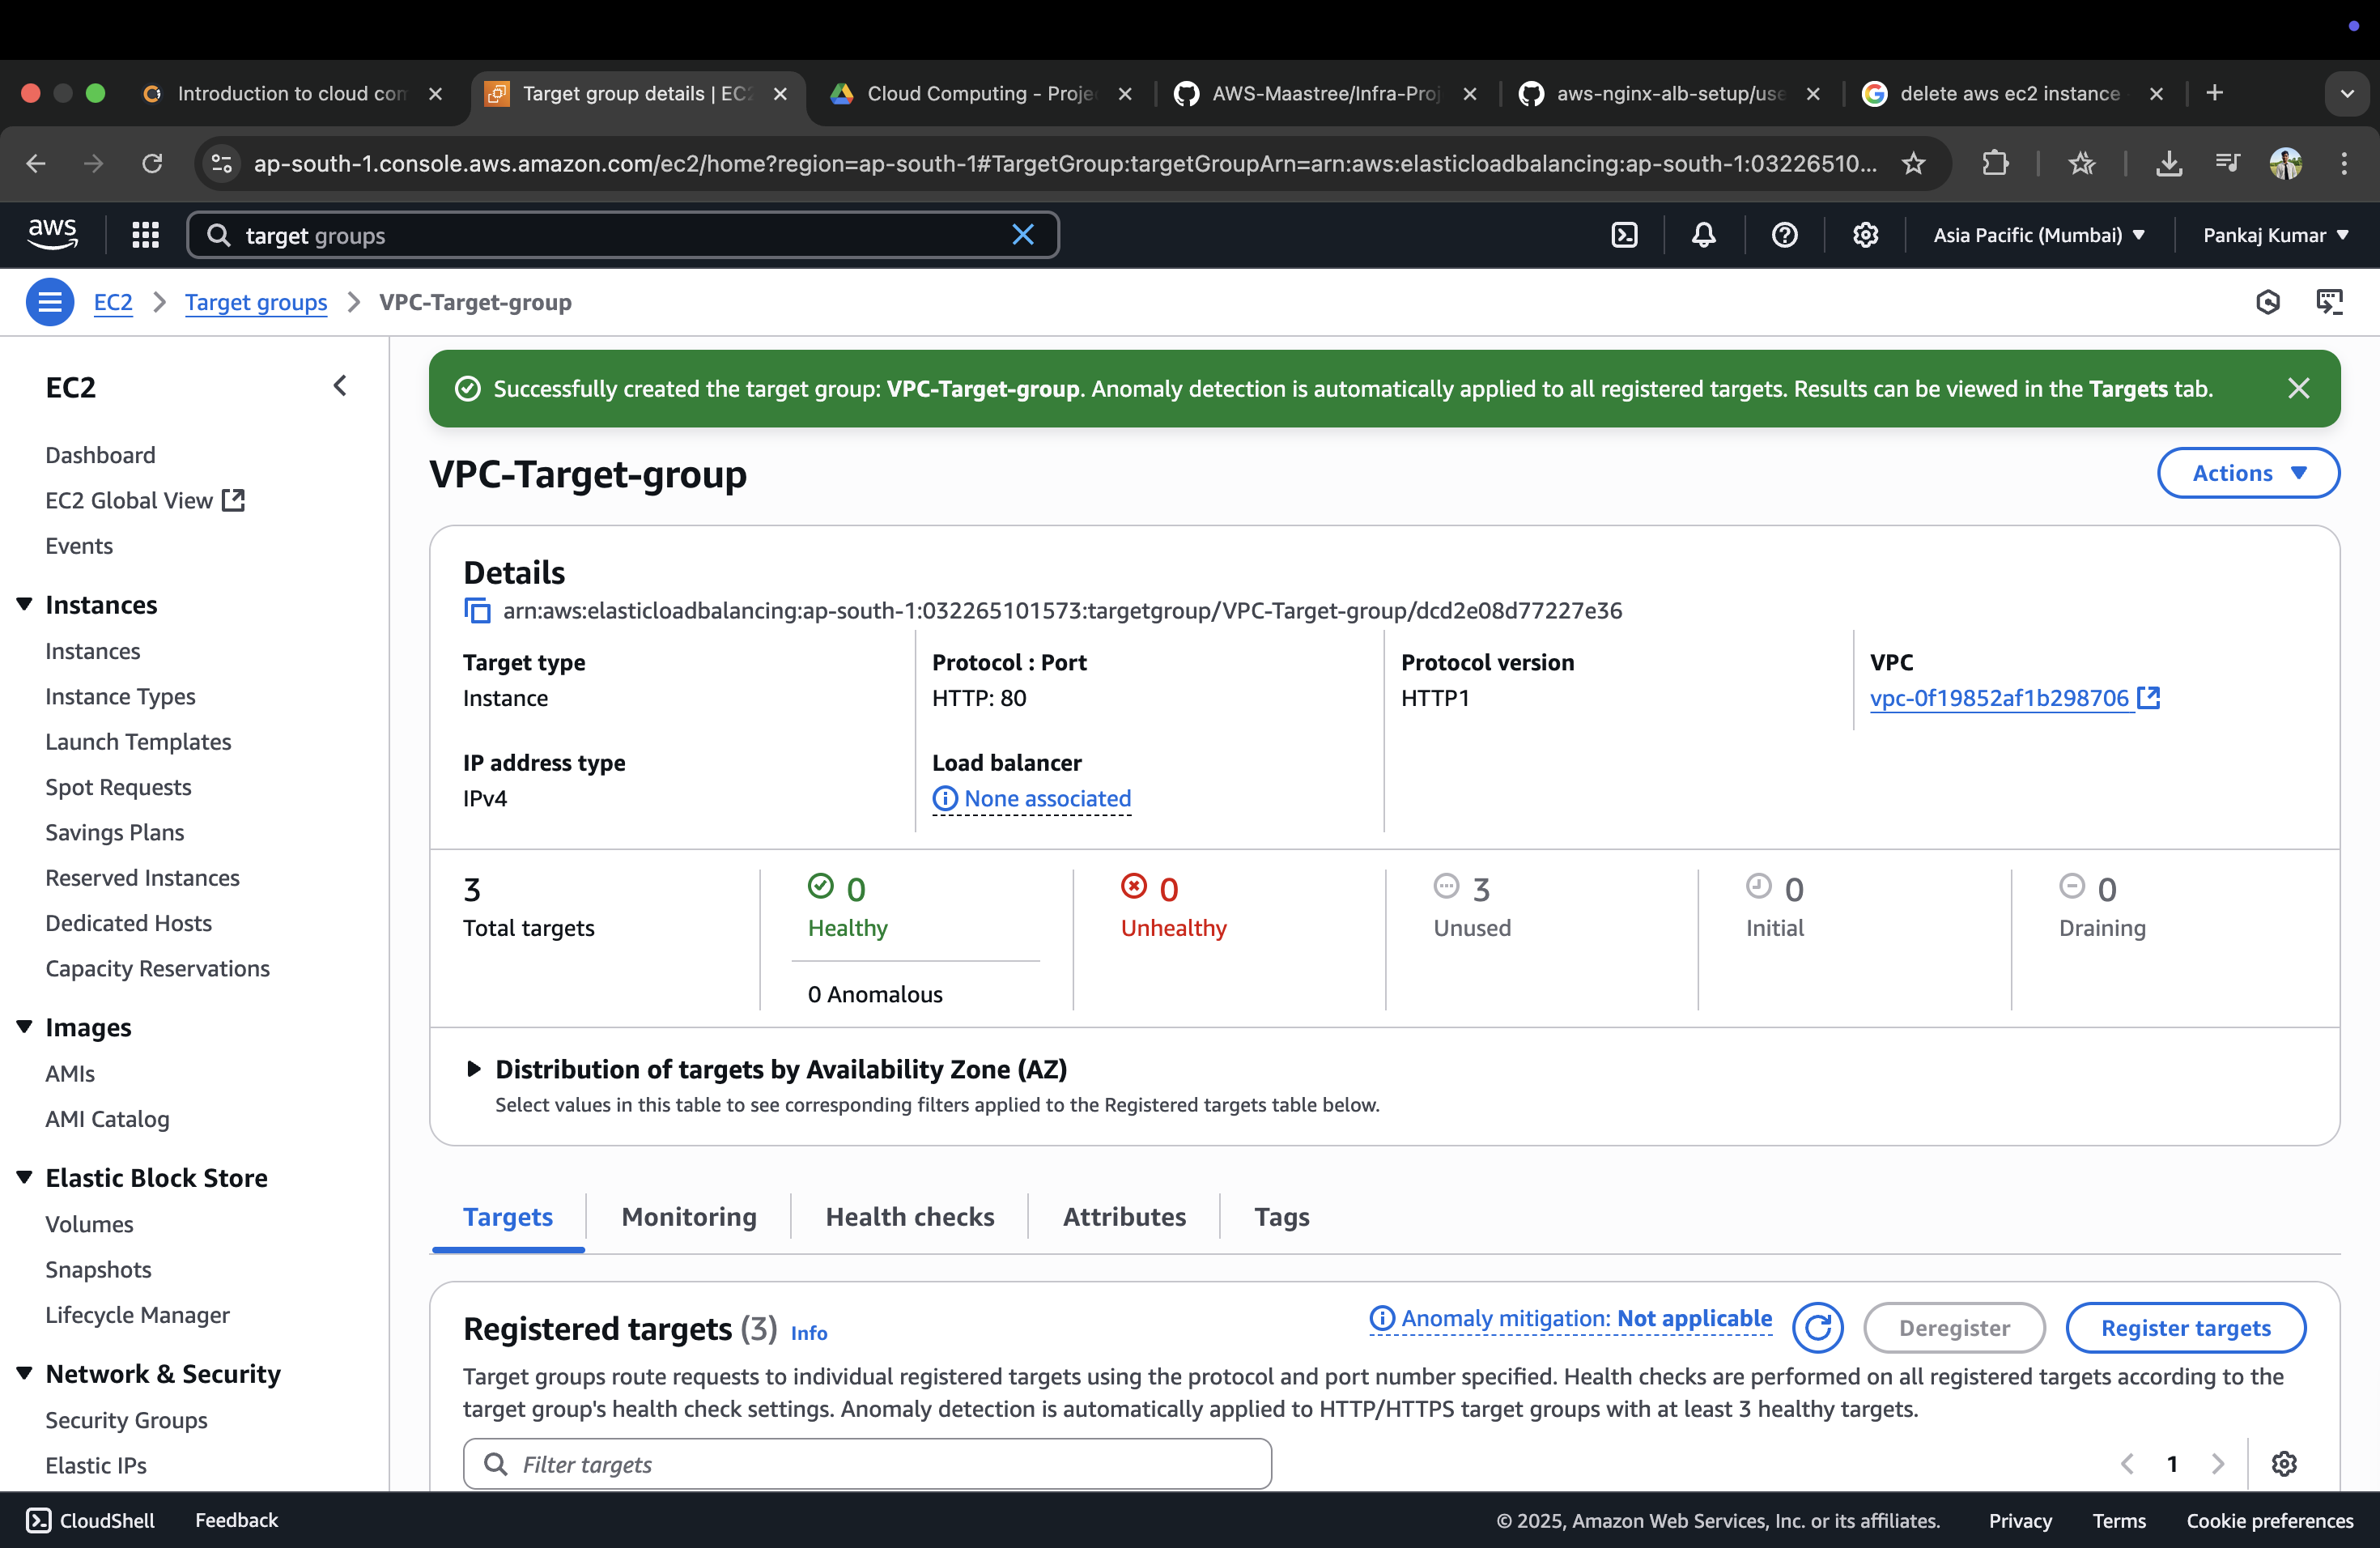 Introduction to cloud con
Target group details | EC2
Cloud Computing - Proje
AWS-Maastree/Infra-Proj
aws-nginx-alb-setup/use
delete aws ec2 instance
ap-south-1.console.aws.amazon.com/ec2/home?region=ap-south-1#TargetGroup:targetGroupArn=arn:aws:elasticloadbalancing:ap-south-1:03226510...
aws
target groups
Asia Pacific (Mumbai)
Pankaj Kumar
EC2
Target groups
VPC-Target-group
EC2
Dashboard
EC2 Global View
Events
Instances
Instances
Instance Types
Launch Templates
Spot Requests
Savings Plans
Reserved Instances
Dedicated Hosts
Capacity Reservations
Images
AMIs
AMI Catalog
Elastic Block Store
Volumes
Snapshots
Lifecycle Manager
Network & Security
Security Groups
Elastic IPs
Successfully created the target group: VPC-Target-group. Anomaly detection is automatically applied to all registered targets. Results can be viewed in the Targets tab.
VPC-Target-group
Actions
Details
arn:aws:elasticloadbalancing:ap-south-1:032265101573:targetgroup/VPC-Target-group/dcd2e08d77227e36
Target type
Instance
Protocol : Port
HTTP: 80
Protocol version
HTTP1
VPC
vpc-0f19852af1b298706
IP address type
IPv4
Load balancer
None associated
3
Total targets
0
Healthy
0 Anomalous
0
Unhealthy
3
Unused
0
Initial
0
Draining
Distribution of targets by Availability Zone (AZ)
Select values in this table to see corresponding filters applied to the Registered targets table below.
Targets
Monitoring
Health checks
Attributes
Tags
Registered targets (3) Info
Anomaly mitigation: Not applicable
Deregister
Register targets
Target groups route requests to individual registered targets using the protocol and port number specified. Health checks are performed on all registered targets according to the
target group's health check settings. Anomaly detection is automatically applied to HTTP/HTTPS target groups with at least 3 healthy targets.
Filter targets
1
CloudShell
Feedback
© 2025, Amazon Web Services, Inc. or its affiliates.
Privacy
Terms
Cookie preferences